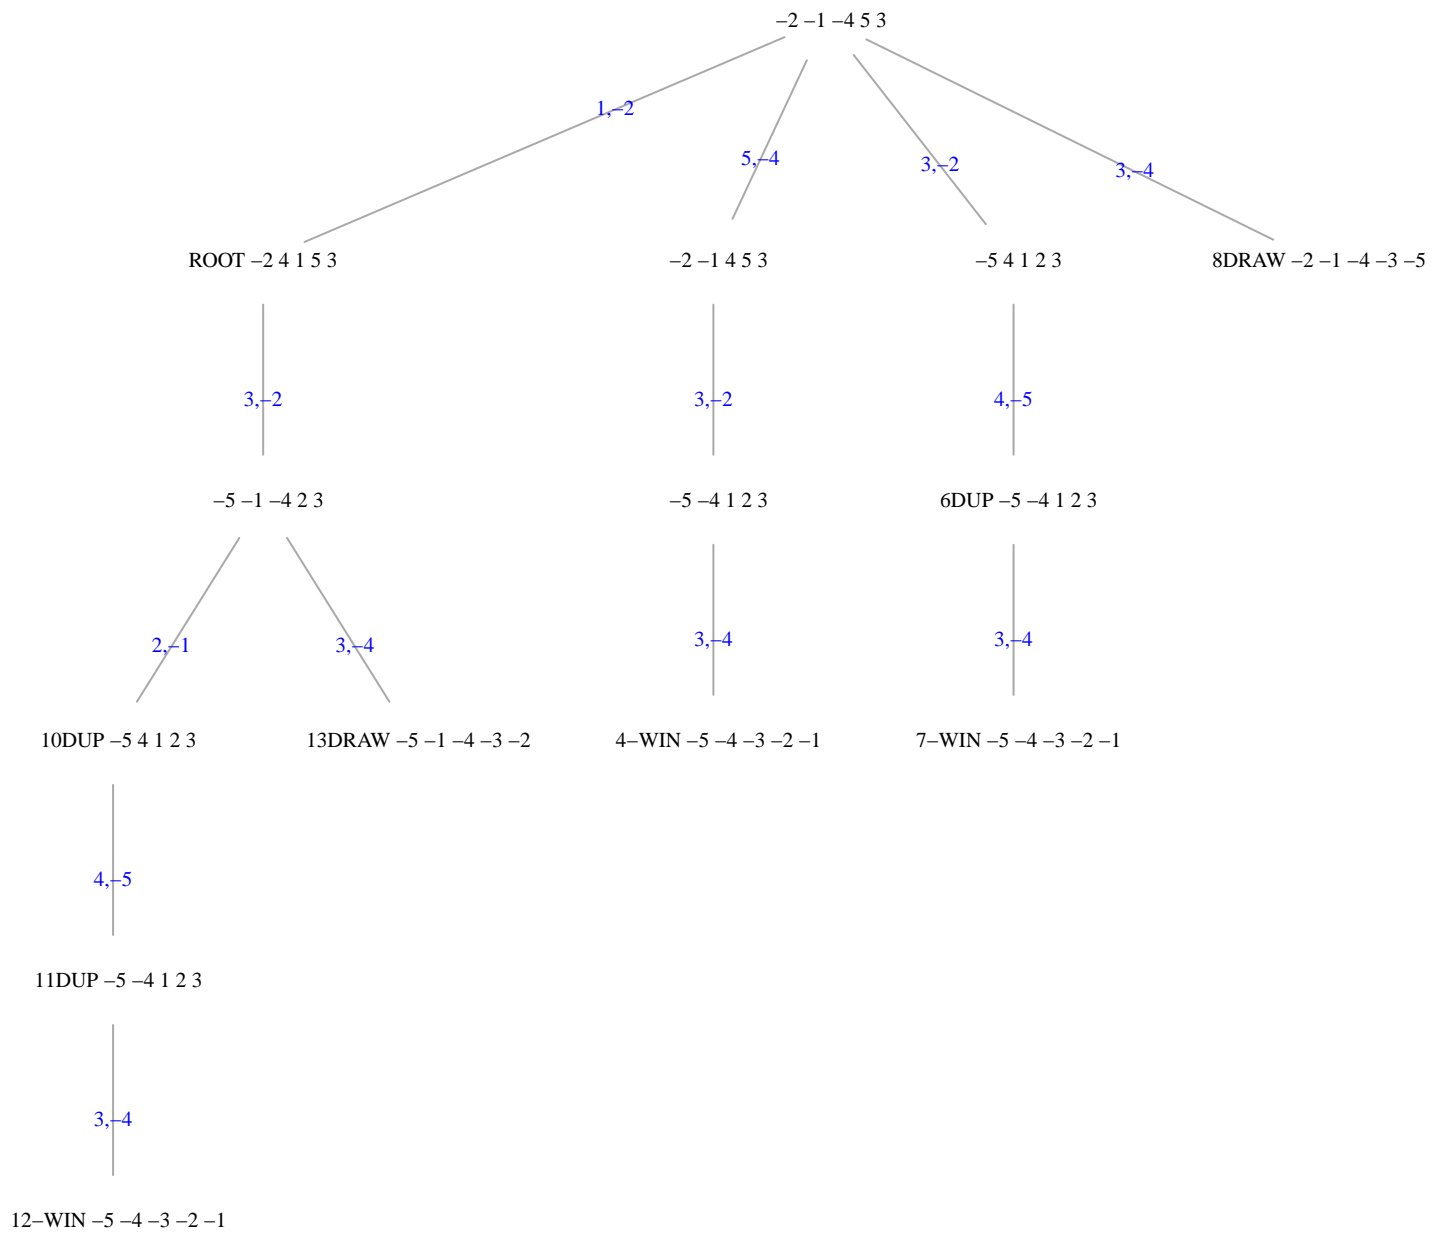 –2 –1 –4 5 3
1,–2
5,–4
3,–2
3,–4
ROOT –2 4 1 5 3
–2 –1 4 5 3
–5 4 1 2 3
8DRAW –2 –1 –4 –3 –5
3,–2
3,–2
4,–5
–5 –1 –4 2 3
–5 –4 1 2 3
6DUP –5 –4 1 2 3
2,–1
3,–4
3,–4
3,–4
10DUP –5 4 1 2 3
13DRAW –5 –1 –4 –3 –2
4–WIN –5 –4 –3 –2 –1
7–WIN –5 –4 –3 –2 –1
4,–5
11DUP –5 –4 1 2 3
3,–4
12–WIN –5 –4 –3 –2 –1